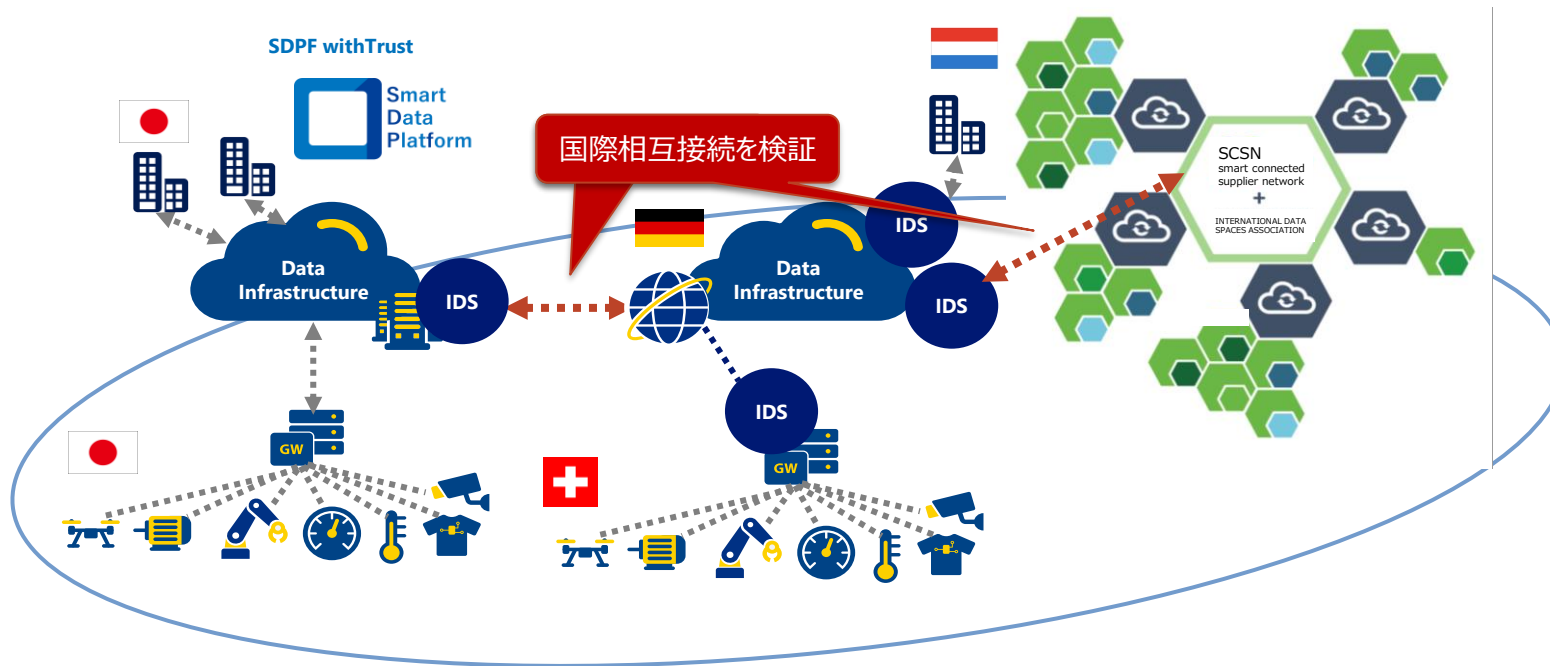 SDPF withTrust
Smart
Data
Platform
国際相互接続を検証
SCSN
smart connected
supplier network
+
INTERNATIONAL DATA
SPACES ASSOCIATION
Data
Infrastructure
IDS
Data
Infrastructure
IDS
IDS
IDS
GW
GW